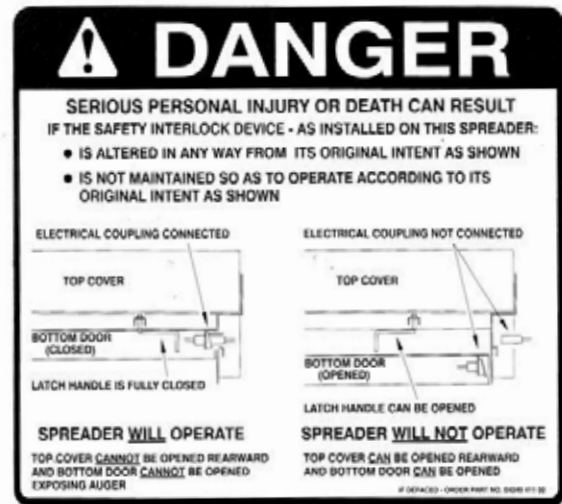 DANGER
SERIOUS PERSONAL INJURY OR DEATH CAN RESULT
IF THE SAFETY INTERLOCK DEVICE - AS INSTALLED ON THIS SPREADER:
• IS ALTERED IN ANY WAY FROM ITS ORIGINAL INTENT AS SHOWN
• IS NOT MAINTAINED SO AS TO OPERATE ACCORDING TO ITS
ORIGINAL INTENT AS SHOWN
ELECTRICAL COUPLING CONNECTED
TOP COVER
BOTTOM DOOR
(CLOSED)
LATCH HANDLE IS FULLY CLOSED
SPREADER WILL OPERATE
TOP COVER CANNOT BE OPENED REARWARD
AND BOTTOM DOOR CANNOT BE OPENED
EXPOSING AUGER
ELECTRICAL COUPLING NOT CONNECTED
TOP COVER
BOTTOM DOOR
(OPENED)
LATCH HANDLE CAN BE OPENED
SPREADER WILL NOT OPERATE
TOP COVER CAN BE OPENED REARWARD
AND BOTTOM DOOR CAN BE OPENED
IF DEFACED - ORDER PART NO.